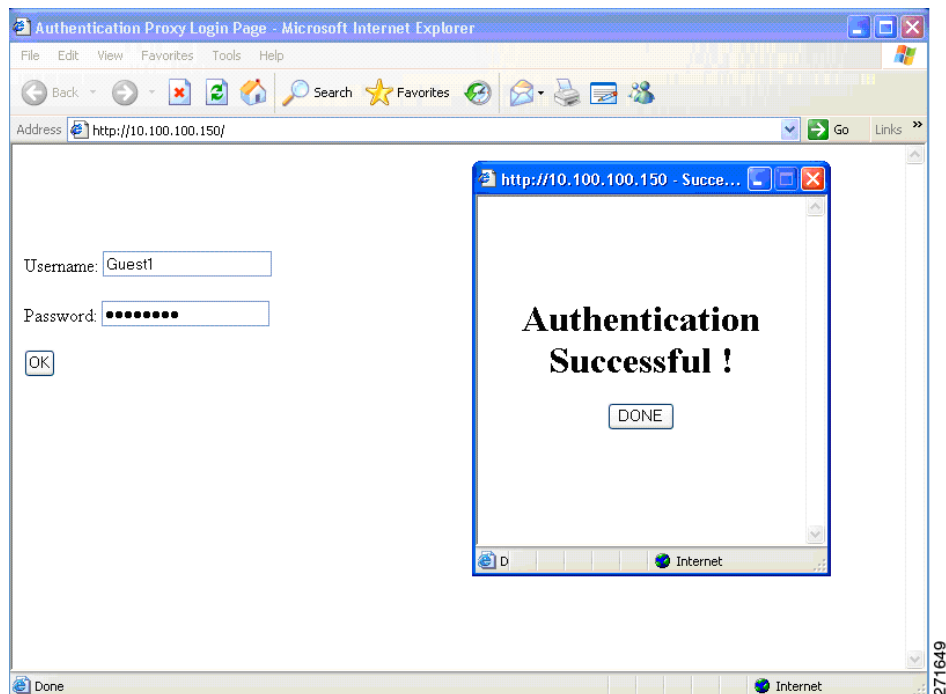 Authentication Proxy Login Page - Microsoft Internet Explorer
File Edit View Favorites Tools Help
Back Search Favorites
Address http://10.100.100.150/ Go Links »
http://10.100.100.150 - Succe...
Username: Guest1
Password: ••••••••
OK
Authentication
Successful !
DONE
D Internet
Done Internet
271649